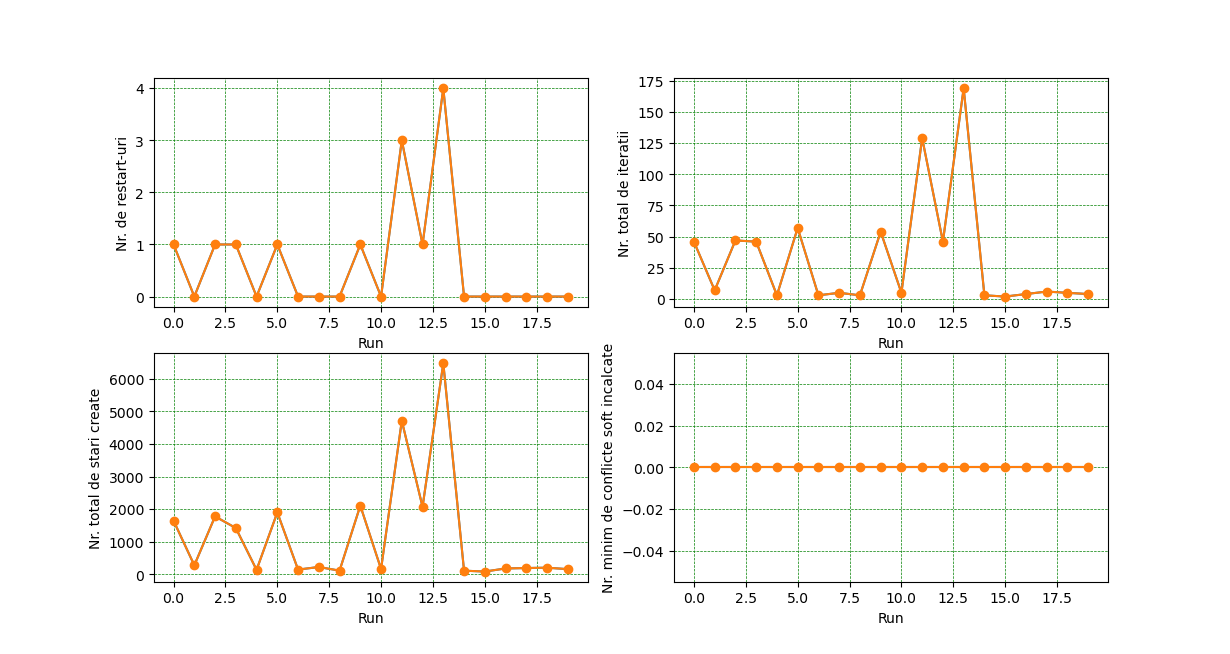 4
3
2
1
0
Nr. de restart-uri
0.0 2.5 5.0 7.5 10.0 12.5 15.0 17.5
Run
175
150
125
100
75
50
25
0
Nr. total de iteratii
0.0 2.5 5.0 7.5 10.0 12.5 15.0 17.5
Run
6000
5000
4000
3000
2000
1000
0
Nr. total de stari create
0.0 2.5 5.0 7.5 10.0 12.5 15.0 17.5
Run
0.04
0.02
0.00
−0.02
−0.04
Nr. minim de conflicte soft incalcate
0.0 2.5 5.0 7.5 10.0 12.5 15.0 17.5
Run